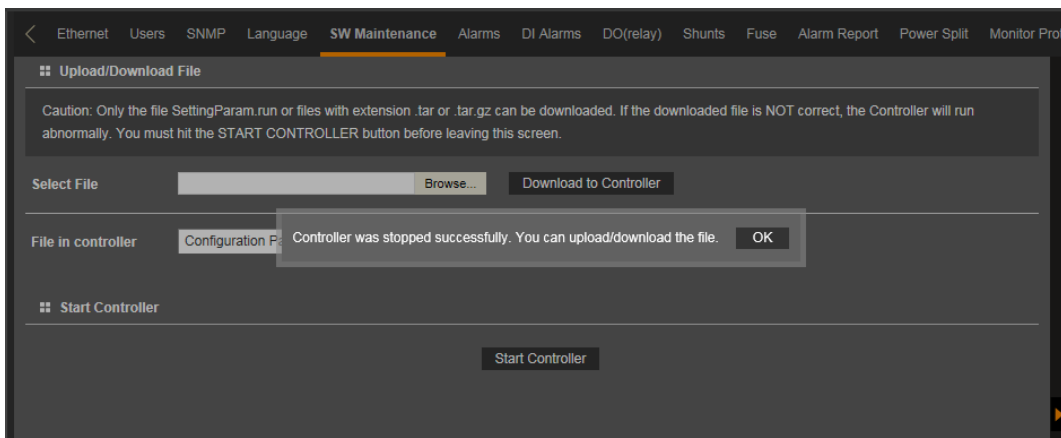 Ethernet Users SNMP Language SW Maintenance Alarms DI Alarms DO(relay) Shunts Fuse Alarm Report Power Split Monitor Pro
Upload/Download File
Caution: Only the file SettingParam.run or files with extension .tar or .tar.gz can be downloaded. If the downloaded file is NOT correct, the Controller will run
abnormally. You must hit the START CONTROLLER button before leaving this screen.
Select File Browse... Download to Controller
File in controller Configuration P Controller was stopped successfully. You can upload/download the file. OK
Start Controller
Start Controller